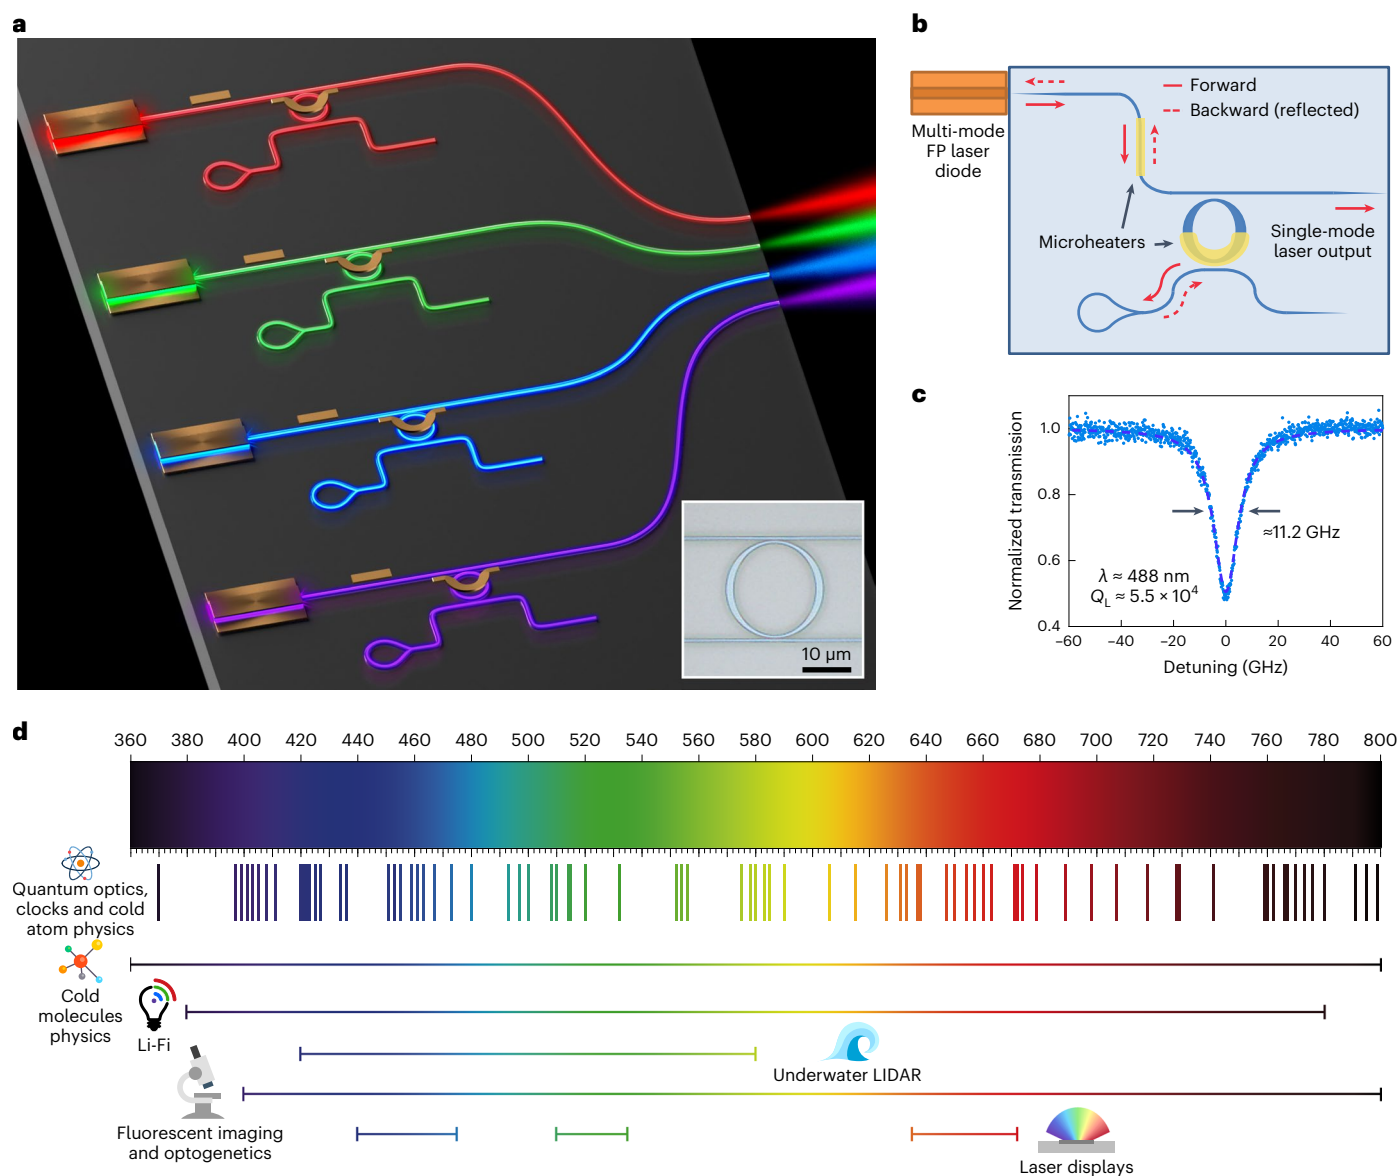 a
10 µm
b
Forward
Backward (reflected)
Multi-mode
FP laser
diode
Microheaters
Single-mode
laser output
c
Normalized transmission
1.0
0.8
0.6
0.4
≈11.2 GHz
λ ≈ 488 nm
Q_L ≈ 5.5 × 10⁴
−60 −40 −20 0 20 40 60
Detuning (GHz)
d
360 380 400 420 440 460 480 500 520 540 560 580 600 620 640 660 680 700 720 740 760 780 800
Quantum optics,
clocks and cold
atom physics
Cold
molecules
physics
Li-Fi
Underwater LIDAR
Fluorescent imaging
and optogenetics
Laser displays